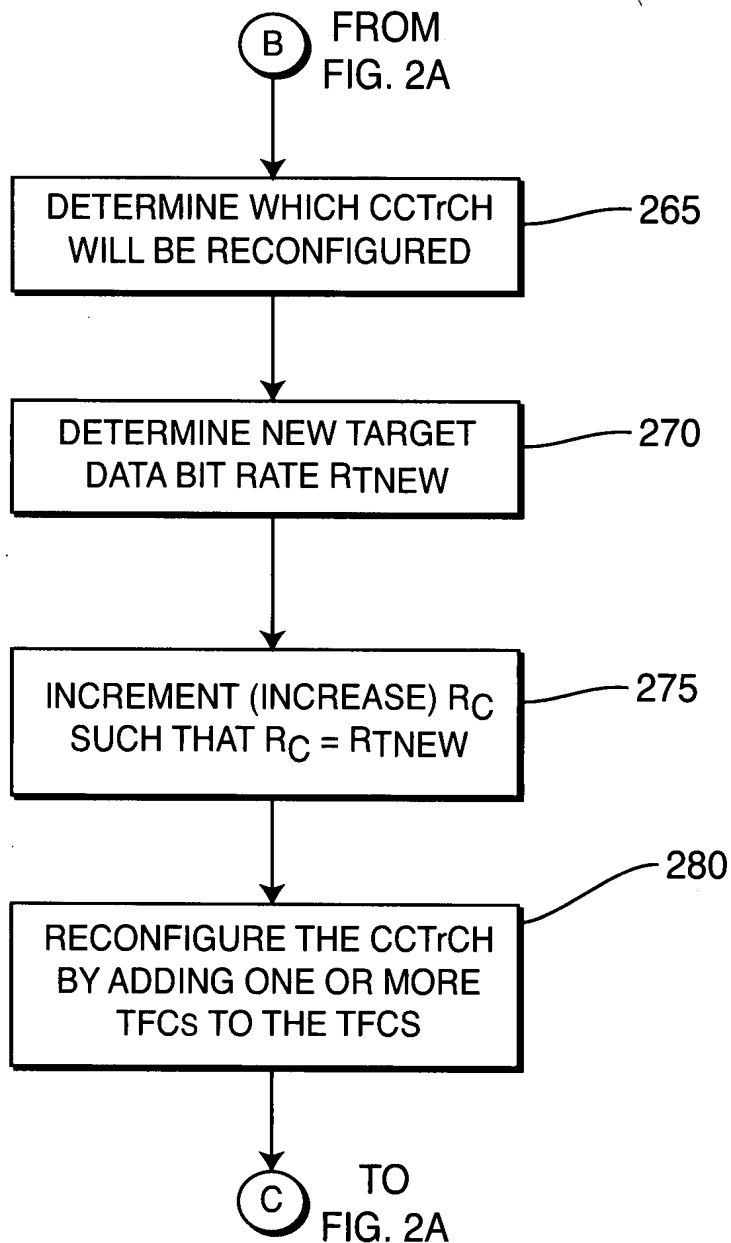 B
FROM
FIG. 2A
DETERMINE WHICH CCTrCH
WILL BE RECONFIGURED
265
DETERMINE NEW TARGET
DATA BIT RATE RTNEW
270
INCREMENT (INCREASE) RC
SUCH THAT RC = RTNEW
275
RECONFIGURE THE CCTrCH
BY ADDING ONE OR MORE
TFCs TO THE TFCS
280
C
TO
FIG. 2A